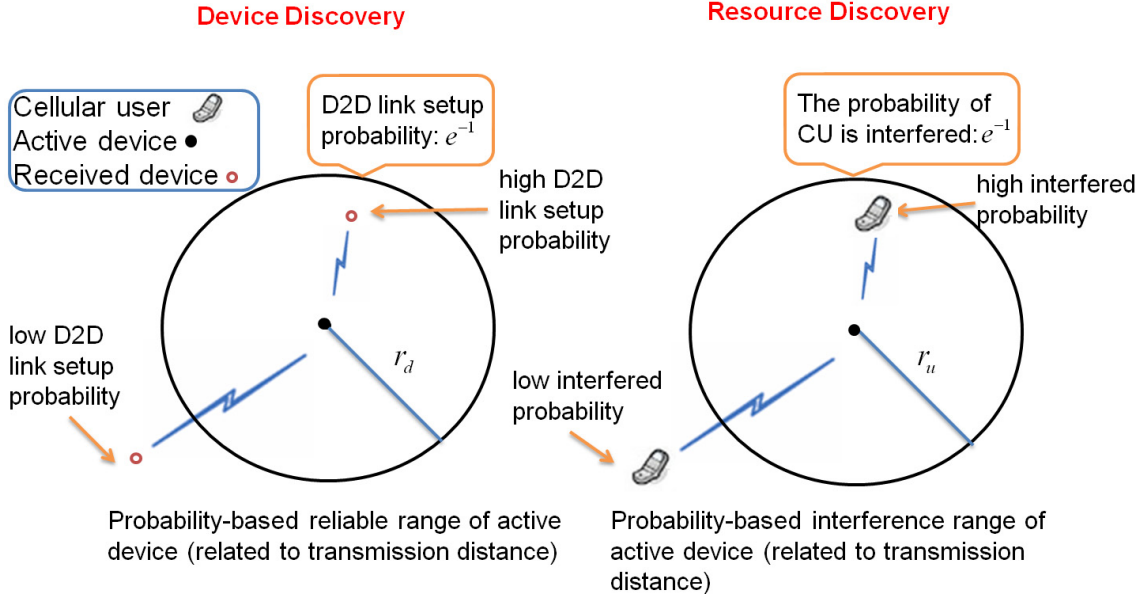 Device Discovery
Resource Discovery
Cellular user
Active device
Received device
D2D link setup
probability: e⁻¹
high D2D
link setup
probability
low D2D
link setup
probability
r_d
Probability-based reliable range of active
device (related to transmission distance)
The probability of
CU is interfered: e⁻¹
high interfered
probability
low interfered
probability
r_u
Probability-based interference range of
active device (related to transmission
distance)